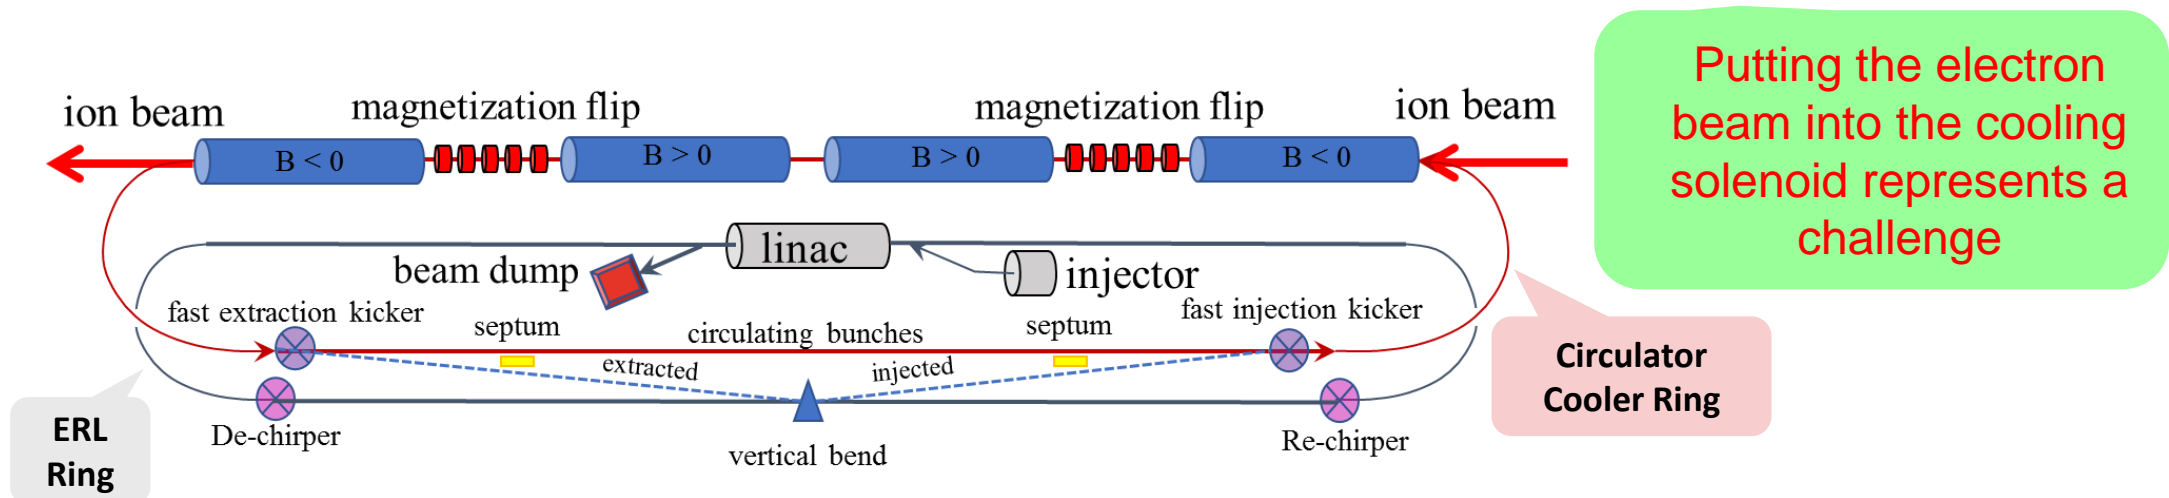 Putting the electron
beam into the cooling
solenoid represents a
challenge
ion beam
magnetization flip
magnetization flip
ion beam
B < 0
B > 0
B > 0
B < 0
linac
beam dump
injector
fast extraction kicker
septum
circulating bunches
septum
fast injection kicker
extracted
injected
De-chirper
vertical bend
Re-chirper
ERL
Ring
Circulator
Cooler Ring